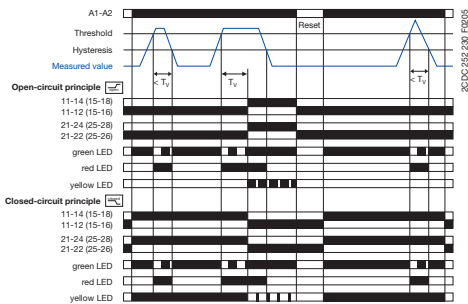 A1-A2
Reset
Threshold
Hysteresis
Measured value
< Tv
Tv
< Tv
Open-circuit principle
11-14 (15-18)
11-12 (15-16)
21-24 (25-28)
21-22 (25-26)
green LED
red LED
yellow LED
Closed-circuit principle
11-14 (15-18)
11-12 (15-16)
21-24 (25-28)
21-22 (25-26)
green LED
red LED
yellow LED
2CDC 252 230 F0205